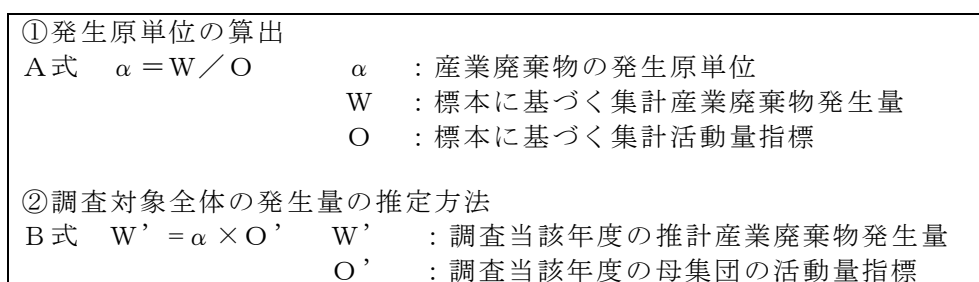 ①発生原単位の算出
A式 α＝W／O α ：産業廃棄物の発生原単位
W ：標本に基づく集計産業廃棄物発生量
O ：標本に基づく集計活動量指標
②調査対象全体の発生量の推定方法
B式 W’=α×O’ W’ ：調査当該年度の推計産業廃棄物発生量
O’ ：調査当該年度の母集団の活動量指標